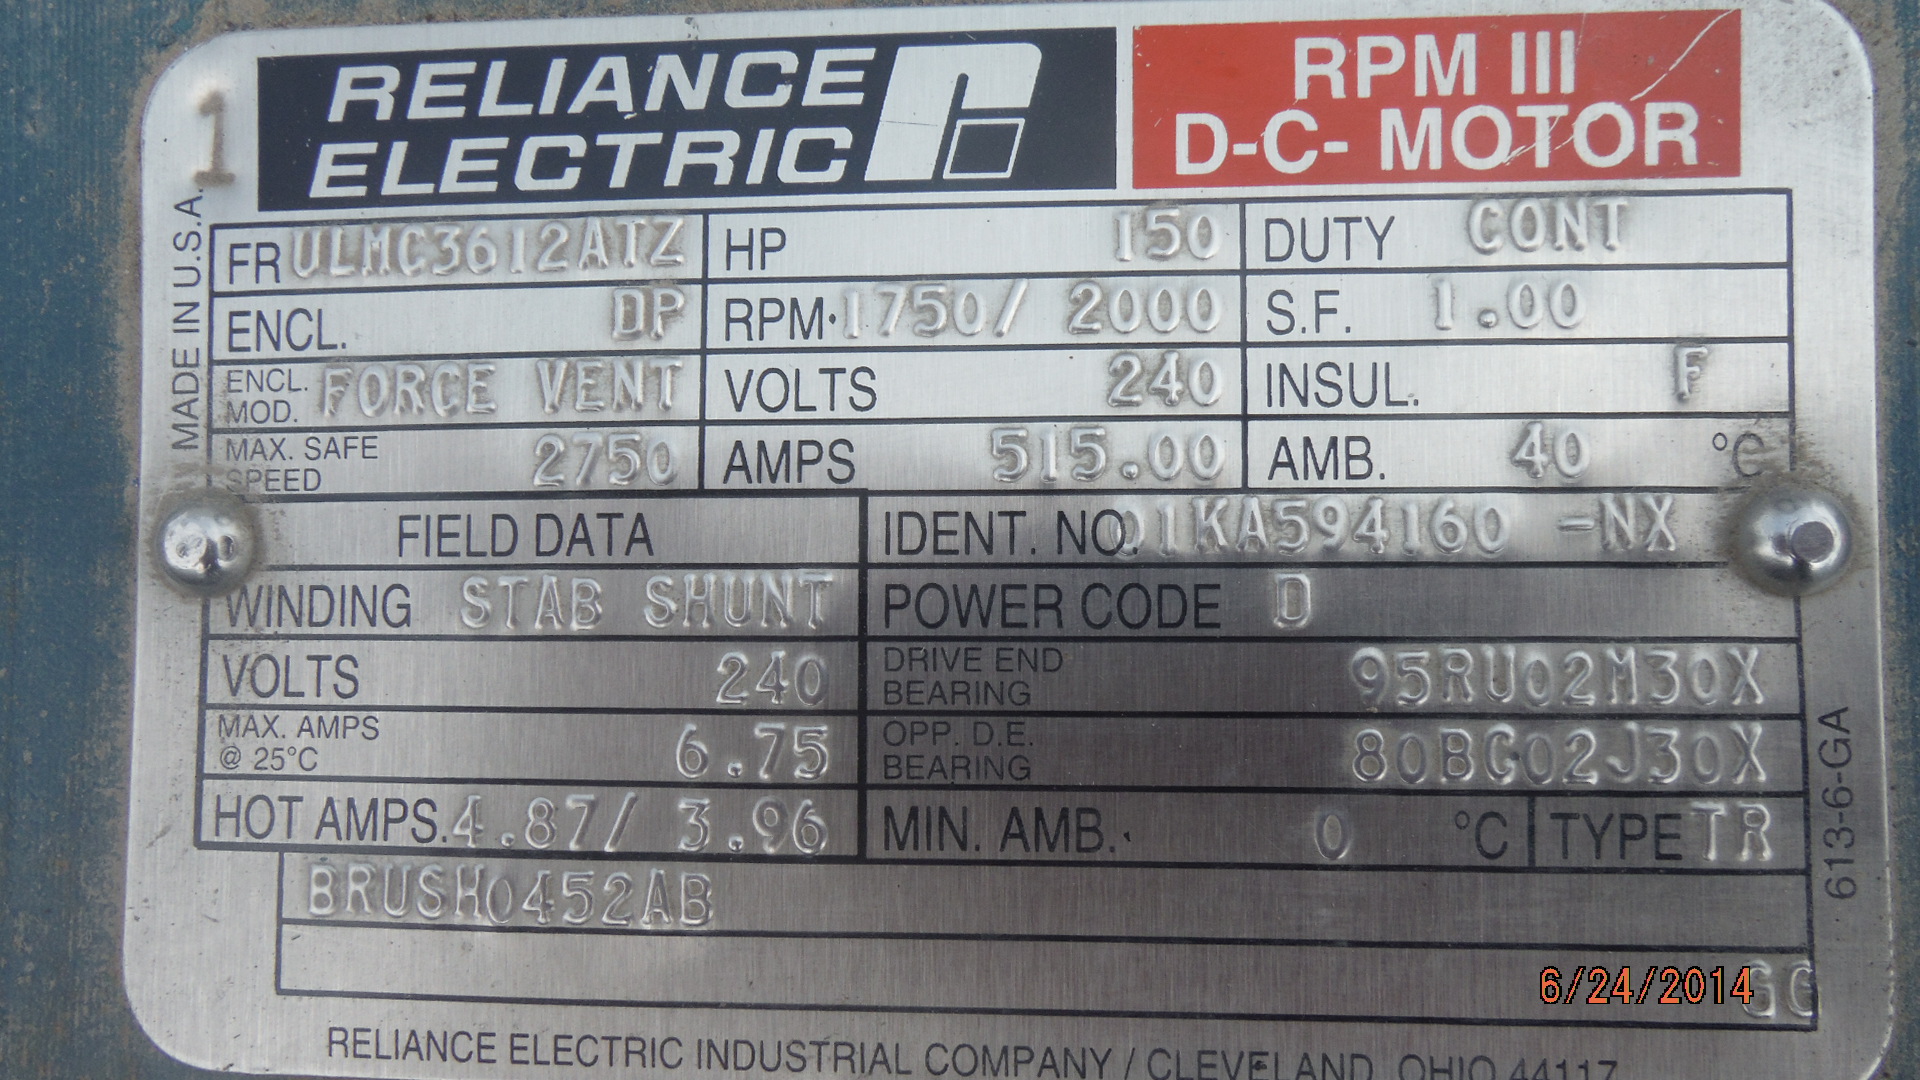 1
RELIANCE
ELECTRIC
RPM III
D-C- MOTOR
MADE IN U.S.A.
FR ULMC3612ATZ HP 150 DUTY CONT
ENCL. DP RPM 1750/ 2000 S.F. 1.00
ENCL. MOD. FORCE VENT VOLTS 240 INSUL. F
MAX. SAFE SPEED 2750 AMPS 515.00 AMB. 40 °C
FIELD DATA IDENT. NO. 01KA594160 -NX
WINDING STAB SHUNT POWER CODE D
VOLTS 240 DRIVE END BEARING 95RU02M30X
MAX. AMPS @ 25°C 6.75 OPP. D.E. BEARING 80BC02J30X
HOT AMPS. 4.87/ 3.96 MIN. AMB. 0 °C TYPE TR
BRUSH0452AB
613-6-GA
GG
6/24/2014
RELIANCE ELECTRIC INDUSTRIAL COMPANY / CLEVELAND, OHIO 44117